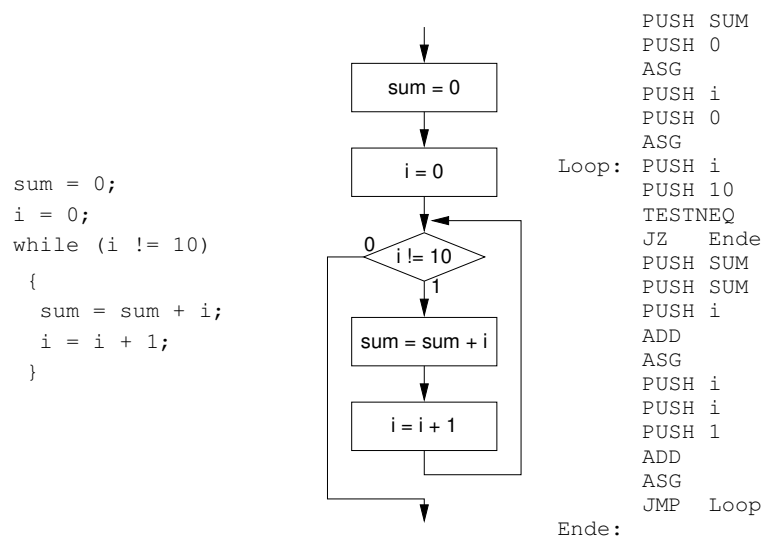 sum = 0;
i = 0;
while (i != 10)
{
sum = sum + i;
i = i + 1;
}
sum = 0
i = 0
0
i != 10
1
sum = sum + i
i = i + 1
PUSH SUM
PUSH 0
ASG
PUSH i
PUSH 0
ASG
Loop: PUSH i
PUSH 10
TESTNEQ
JZ Ende
PUSH SUM
PUSH SUM
PUSH i
ADD
ASG
PUSH i
PUSH i
PUSH 1
ADD
ASG
JMP Loop
Ende: